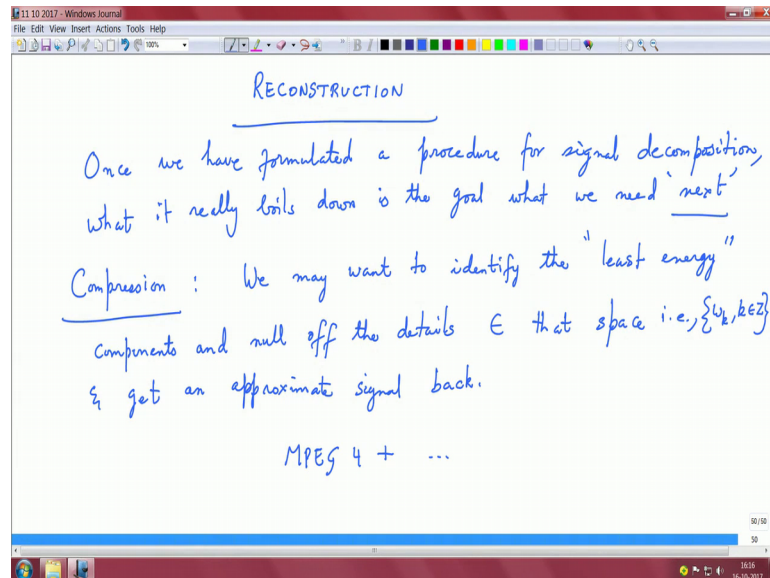 11 10 2017 - Windows Journal
File Edit View Insert Actions Tools Help
100%
RECONSTRUCTION
Once we have formulated a procedure for signal decomposition,
what it really boils down is the goal what we need 'next'
Compression : We may want to identify the "least energy"
components and null off the details ∈ that space i.e., {W_k, k∈Z}
& get an approximate signal back.
MPEG 4 + ...
50/50
50
16:16
16-10-2017